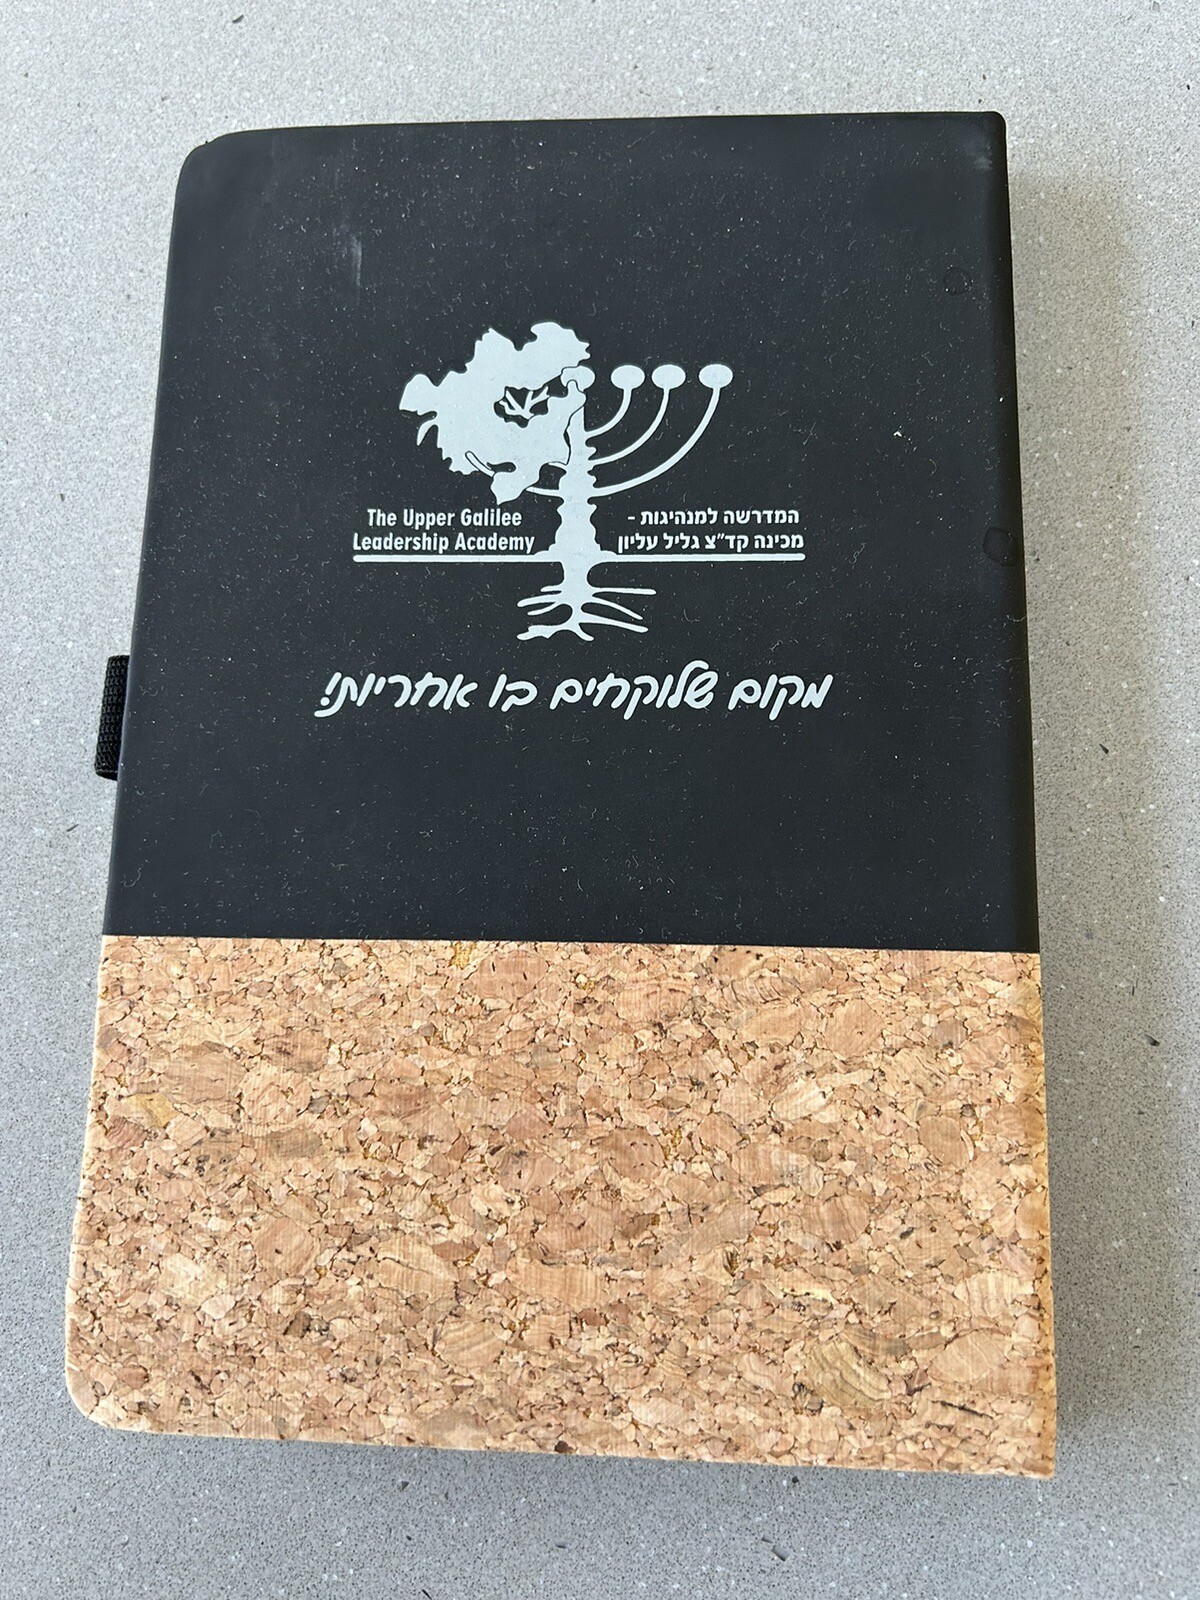 The Upper Galilee
Leadership Academy
המדרשה למנהיגות -
מכינה קד"צ גליל עליון
מקום שלוקחים בו אחריות!